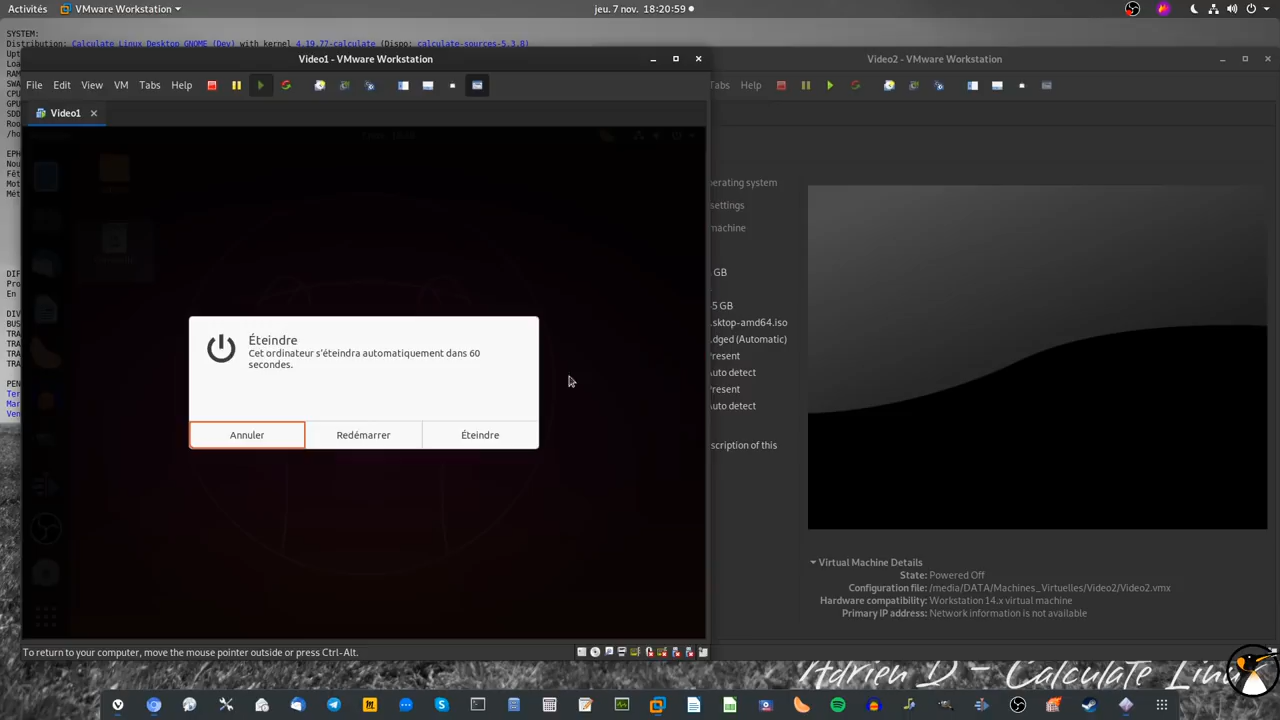 Activités
VMware Workstation
jeu. 7 nov. 18:20:59
SYSTEM:
Distribution: Calculate Linux Desktop GNOME (Dev) with kernel 4.19.77-calculate (Dispo: calculate-sources-5.3.8)
Video1 - VMware Workstation
Video2 - VMware Workstation
File Edit View VM Tabs Help
Tabs Help
Video1
perating system
settings
machine
GB
5 GB
sktop-amd64.iso
dged (Automatic)
resent
uto detect
resent
uto detect
scription of this
Éteindre
Cet ordinateur s'éteindra automatiquement dans 60
secondes.
Annuler
Redémarrer
Éteindre
Virtual Machine Details
State: Powered Off
Configuration file: /media/DATA/Machines_Virtuelles/Video2/Video2.vmx
Hardware compatibility: Workstation 14.x virtual machine
Primary IP address: Network information is not available
To return to your computer, move the mouse pointer outside or press Ctrl-Alt.
Adrien D - Calculate Linu